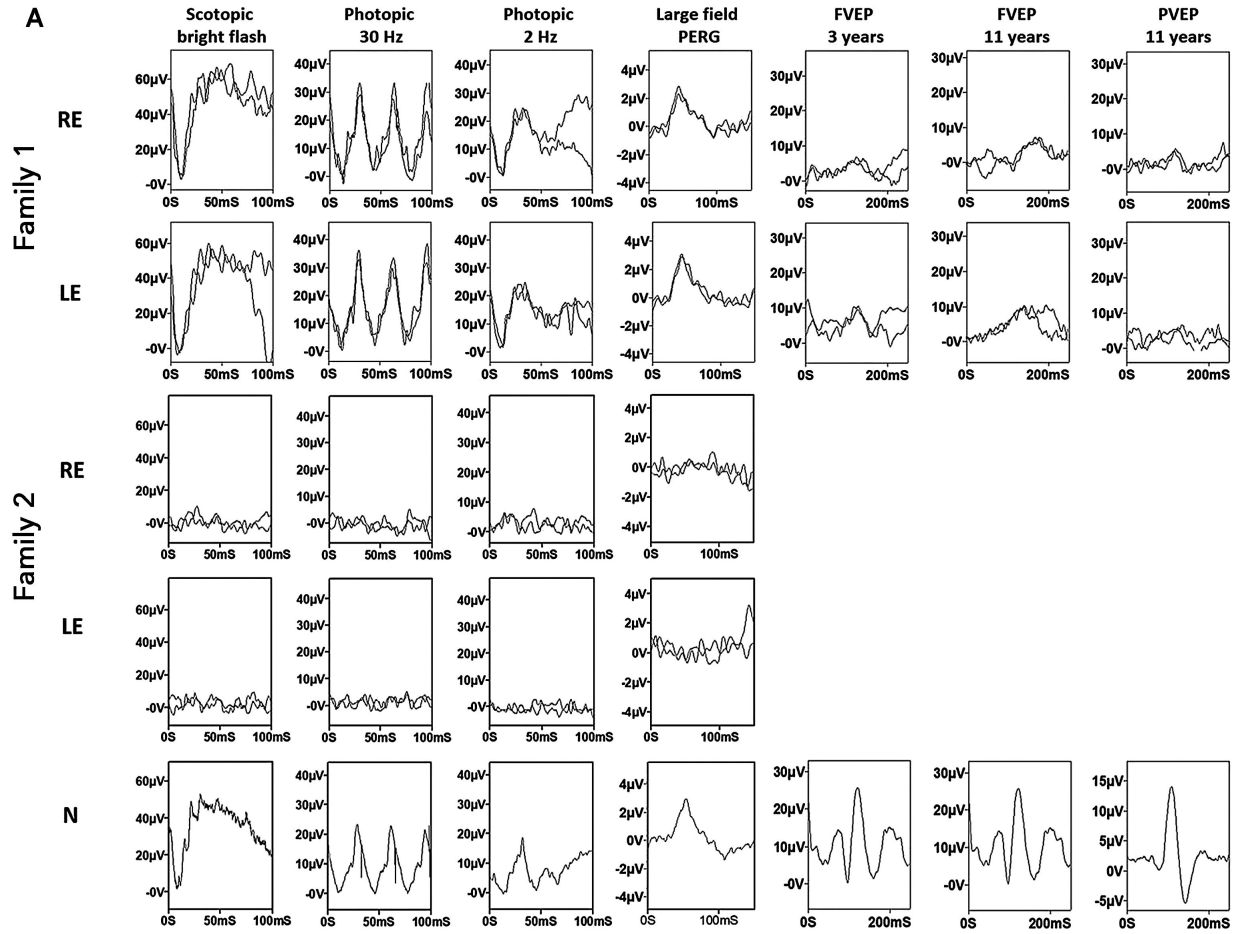 A
Scotopic
bright flash
Photopic
30 Hz
Photopic
2 Hz
Large field
PERG
FVEP
3 years
FVEP
11 years
PVEP
11 years
Family 1
RE
60µV
40µV
20µV
-0V
0S 50mS 100mS
40µV
30µV
20µV
10µV
-0V
0S 50mS 100mS
40µV
30µV
20µV
10µV
-0V
0S 50mS 100mS
4µV
2µV
0V
-2µV
-4µV
0S 100mS
30µV
20µV
10µV
-0V
0S 200mS
30µV
20µV
10µV
-0V
0S 200mS
30µV
20µV
10µV
-0V
0S 200mS
LE
60µV
40µV
20µV
-0V
0S 50mS 100mS
40µV
30µV
20µV
10µV
-0V
0S 50mS 100mS
40µV
30µV
20µV
10µV
-0V
0S 50mS 100mS
4µV
2µV
0V
-2µV
-4µV
0S 100mS
30µV
20µV
10µV
-0V
0S 200mS
30µV
20µV
10µV
-0V
0S 200mS
30µV
20µV
10µV
-0V
0S 200mS
Family 2
RE
60µV
40µV
20µV
-0V
0S 50mS 100mS
40µV
30µV
20µV
10µV
-0V
0S 50mS 100mS
40µV
30µV
20µV
10µV
-0V
0S 50mS 100mS
4µV
2µV
0V
-2µV
-4µV
0S 100mS
LE
60µV
40µV
20µV
-0V
0S 50mS 100mS
40µV
30µV
20µV
10µV
-0V
0S 50mS 100mS
40µV
30µV
20µV
10µV
-0V
0S 50mS 100mS
4µV
2µV
0V
-2µV
-4µV
0S 100mS
N
60µV
40µV
20µV
-0V
0S 50mS 100mS
40µV
30µV
20µV
10µV
-0V
0S 50mS 100mS
40µV
30µV
20µV
10µV
-0V
0S 50mS 100mS
4µV
2µV
0V
-2µV
-4µV
0S 100mS
30µV
20µV
10µV
-0V
0S 200mS
30µV
20µV
10µV
-0V
0S 200mS
15µV
10µV
5µV
0V
-5µV
0S 200mS